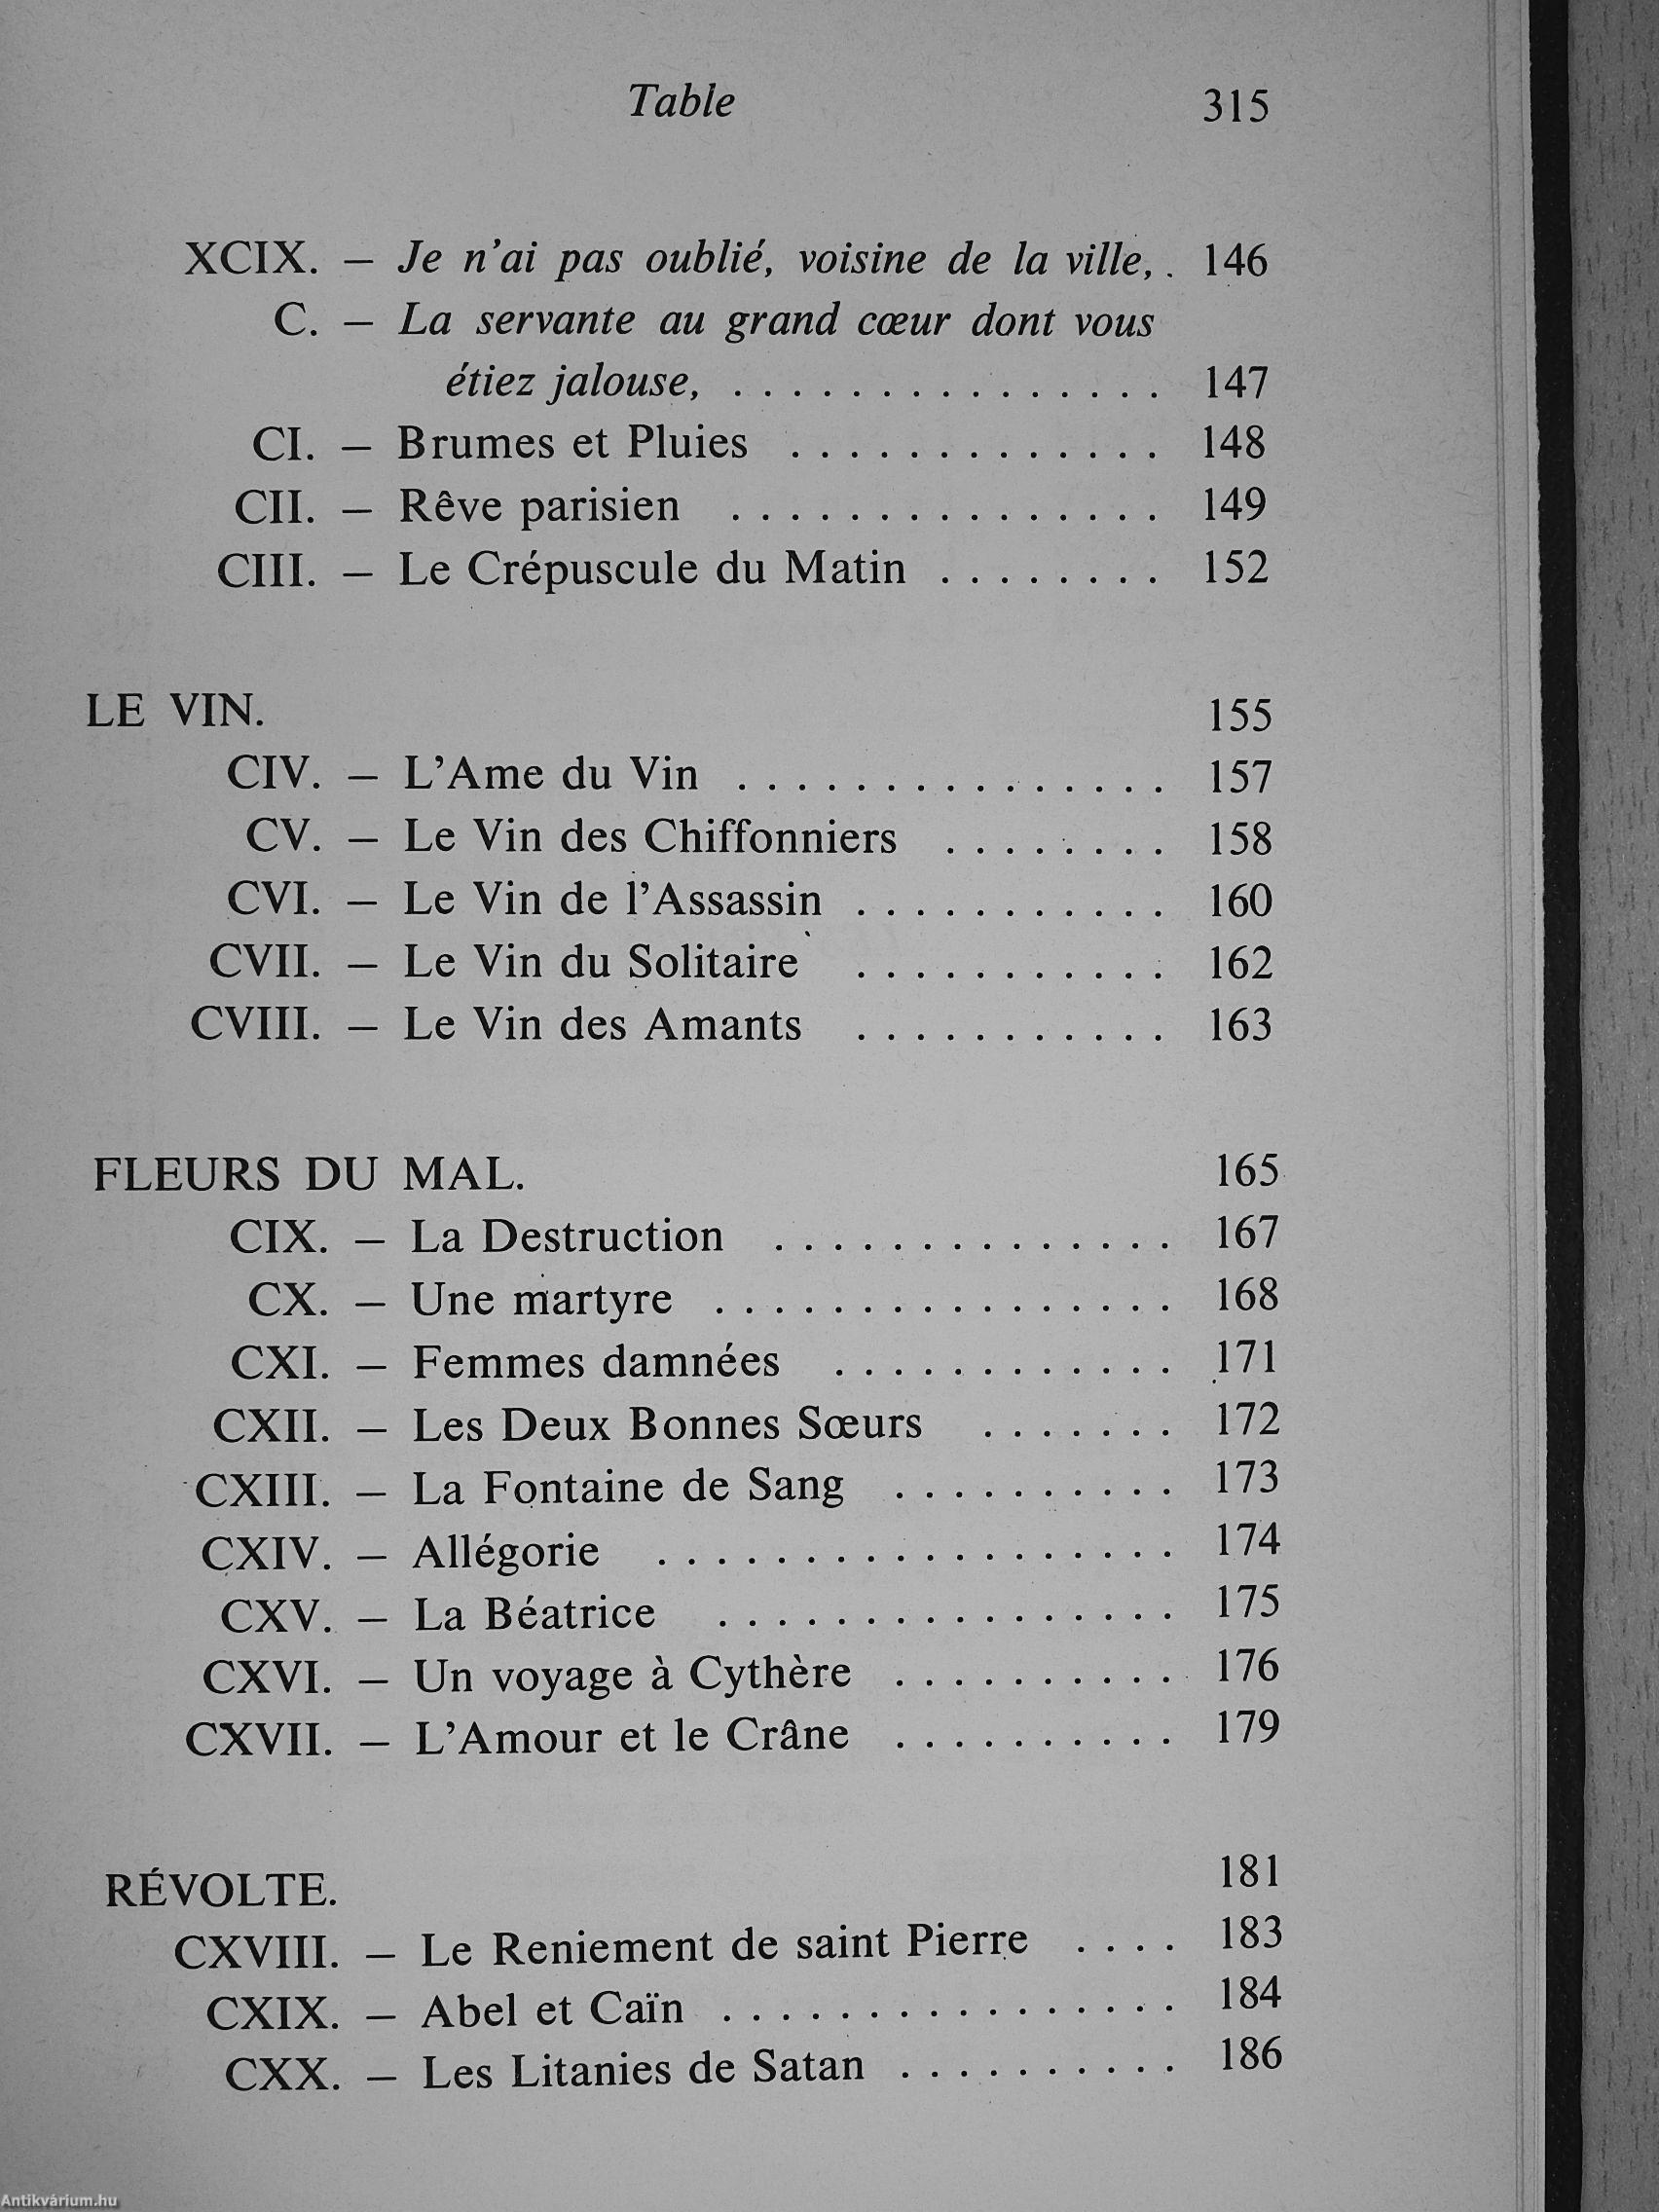 Table 315
XCIX. – Je n'ai pas oublié, voisine de la ville, . 146
C. – La servante au grand cœur dont vous
étiez jalouse, . . . . . . . . . . . . . . . 147
CI. – Brumes et Pluies . . . . . . . . . . . . . 148
CII. – Rêve parisien . . . . . . . . . . . . . . . 149
CIII. – Le Crépuscule du Matin . . . . . . . . 152
LE VIN. 155
CIV. – L'Ame du Vin . . . . . . . . . . . . . . . 157
CV. – Le Vin des Chiffonniers . . . . . . . . 158
CVI. – Le Vin de l'Assassin . . . . . . . . . . . 160
CVII. – Le Vin du Solitaire . . . . . . . . . . . 162
CVIII. – Le Vin des Amants . . . . . . . . . . . 163
FLEURS DU MAL. 165
CIX. – La Destruction . . . . . . . . . . . . . . 167
CX. – Une martyre . . . . . . . . . . . . . . . . 168
CXI. – Femmes damnées . . . . . . . . . . . . 171
CXII. – Les Deux Bonnes Sœurs . . . . . . . 172
CXIII. – La Fontaine de Sang . . . . . . . . . . 173
CXIV. – Allégorie . . . . . . . . . . . . . . . . . . 174
CXV. – La Béatrice . . . . . . . . . . . . . . . . 175
CXVI. – Un voyage à Cythère . . . . . . . . . . 176
CXVII. – L'Amour et le Crâne . . . . . . . . . . 179
RÉVOLTE. 181
CXVIII. – Le Reniement de saint Pierre . . . . 183
CXIX. – Abel et Caïn . . . . . . . . . . . . . . . . 184
CXX. – Les Litanies de Satan . . . . . . . . . . 186
Antikvárium.hu